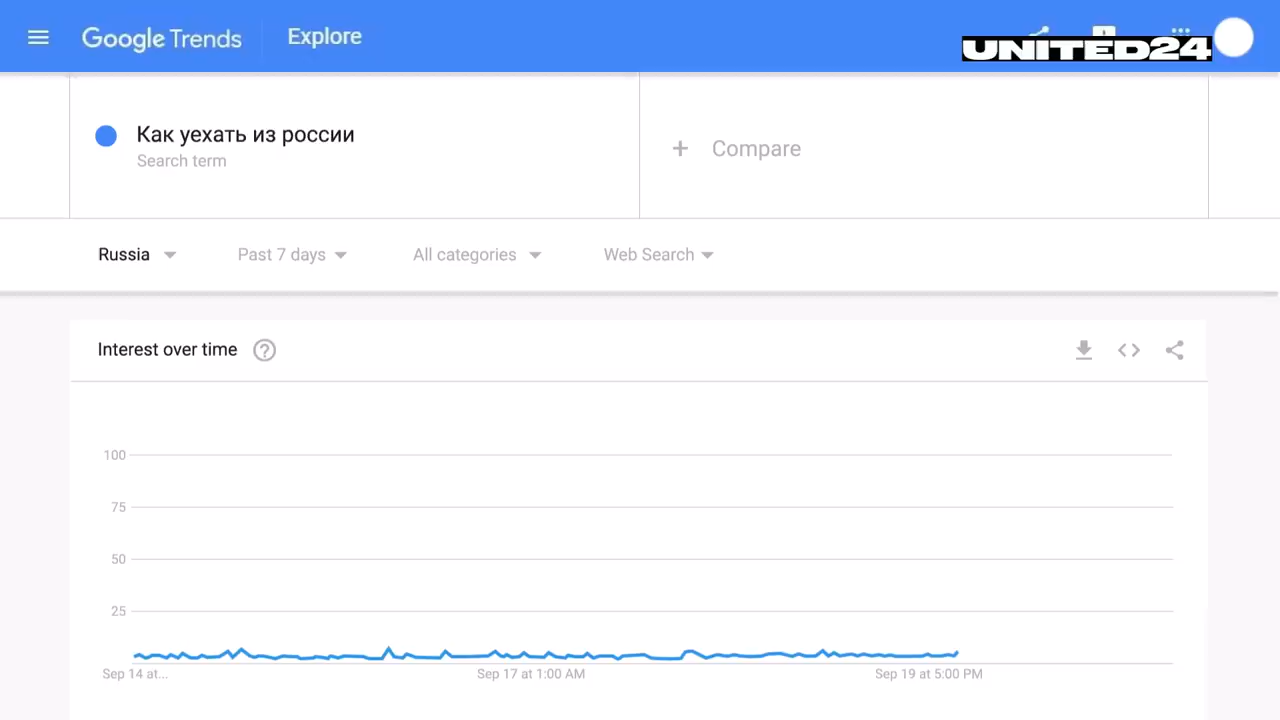 Google Trends
Explore
UNITED24
Как уехать из россии
Search term
+ Compare
Russia
Past 7 days
All categories
Web Search
Interest over time
100
75
50
25
Sep 14 at...
Sep 17 at 1:00 AM
Sep 19 at 5:00 PM